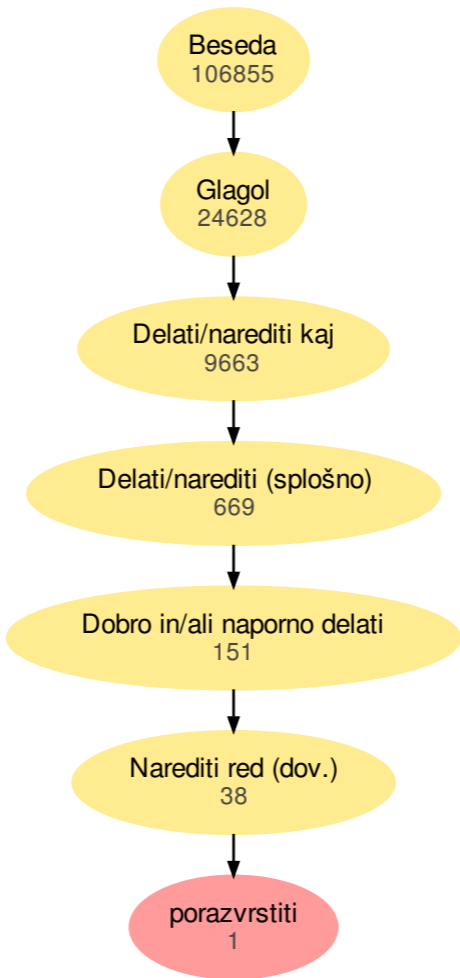 Beseda
106855
Glagol
24628
Delati/narediti kaj
9663
Delati/narediti (splošno)
669
Dobro in/ali naporno delati
151
Narediti red (dov.)
38
porazvrstiti
1